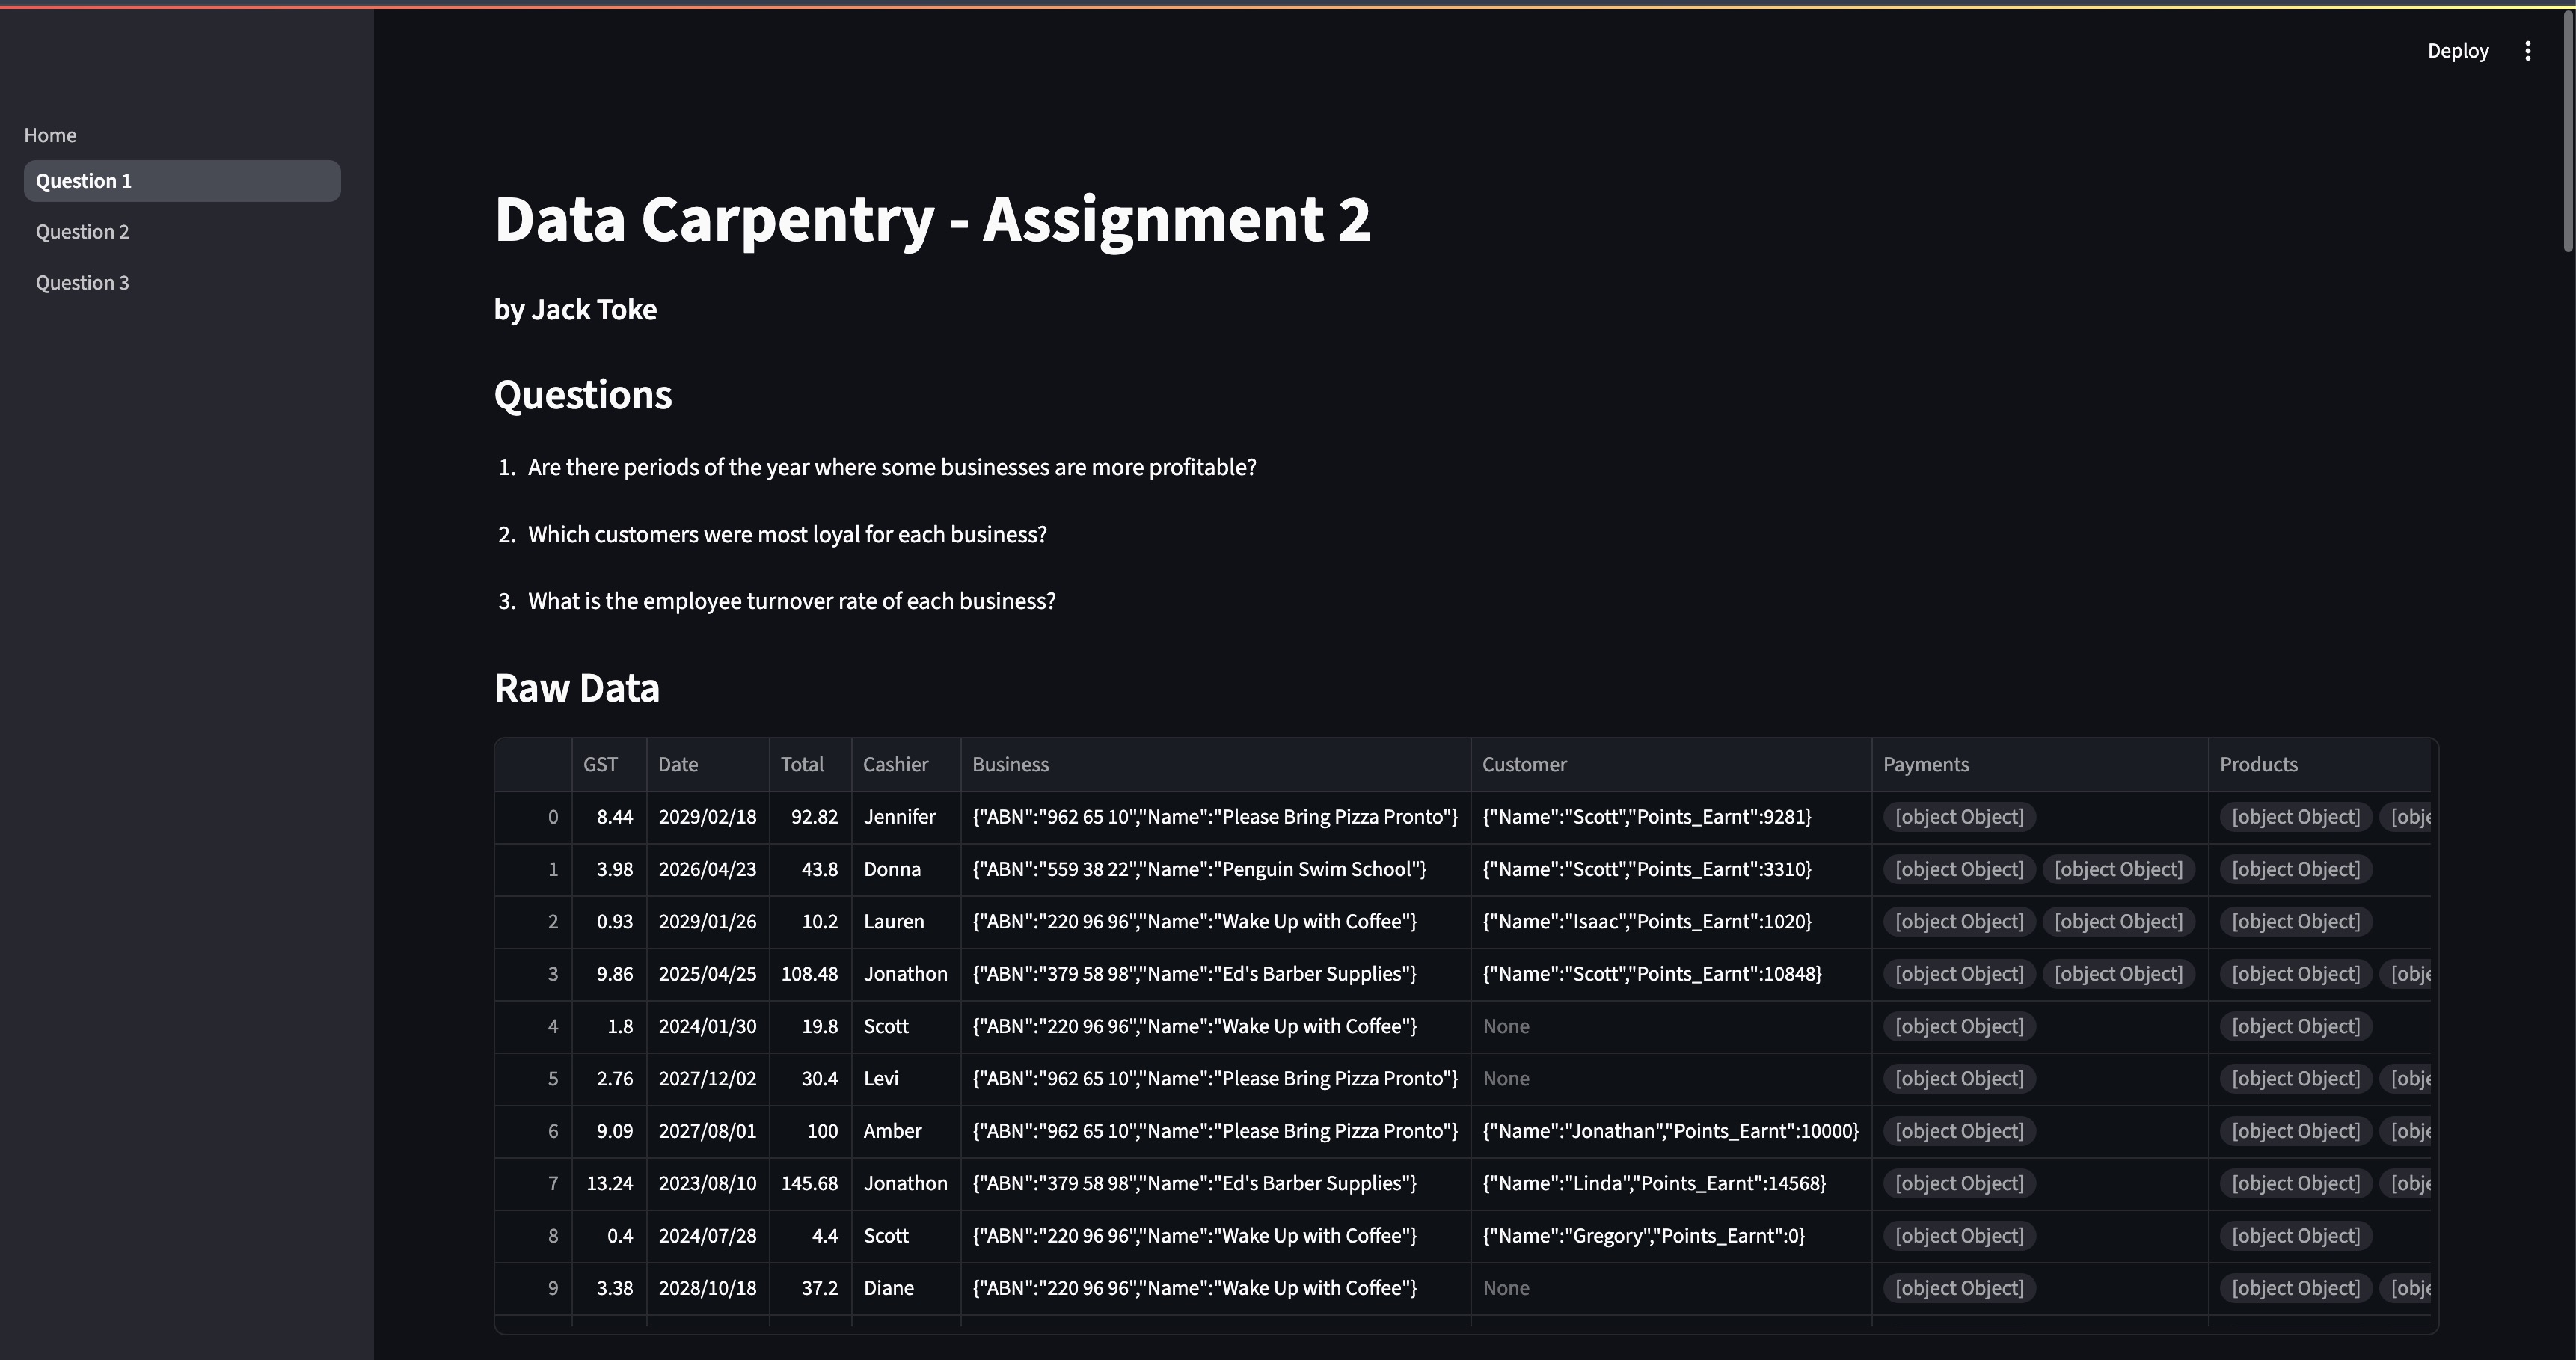 Deploy
Home
Question 1
Question 2
Question 3
Data Carpentry - Assignment 2
by Jack Toke
Questions
1. Are there periods of the year where some businesses are more profitable?
2. Which customers were most loyal for each business?
3. What is the employee turnover rate of each business?
Raw Data
GST Date Total Cashier Business Customer Payments Products
0 8.44 2029/02/18 92.82 Jennifer {"ABN":"962 65 10","Name":"Please Bring Pizza Pronto"} {"Name":"Scott","Points_Earnt":9281} [object Object] [object Object] [obje
1 3.98 2026/04/23 43.8 Donna {"ABN":"559 38 22","Name":"Penguin Swim School"} {"Name":"Scott","Points_Earnt":3310} [object Object] [object Object] [object Object]
2 0.93 2029/01/26 10.2 Lauren {"ABN":"220 96 96","Name":"Wake Up with Coffee"} {"Name":"Isaac","Points_Earnt":1020} [object Object] [object Object] [object Object]
3 9.86 2025/04/25 108.48 Jonathon {"ABN":"379 58 98","Name":"Ed's Barber Supplies"} {"Name":"Scott","Points_Earnt":10848} [object Object] [object Object] [object Object] [obje
4 1.8 2024/01/30 19.8 Scott {"ABN":"220 96 96","Name":"Wake Up with Coffee"} None [object Object] [object Object]
5 2.76 2027/12/02 30.4 Levi {"ABN":"962 65 10","Name":"Please Bring Pizza Pronto"} None [object Object] [object Object] [obje
6 9.09 2027/08/01 100 Amber {"ABN":"962 65 10","Name":"Please Bring Pizza Pronto"} {"Name":"Jonathan","Points_Earnt":10000} [object Object] [object Object] [obje
7 13.24 2023/08/10 145.68 Jonathon {"ABN":"379 58 98","Name":"Ed's Barber Supplies"} {"Name":"Linda","Points_Earnt":14568} [object Object] [object Object] [obje
8 0.4 2024/07/28 4.4 Scott {"ABN":"220 96 96","Name":"Wake Up with Coffee"} {"Name":"Gregory","Points_Earnt":0} [object Object] [object Object]
9 3.38 2028/10/18 37.2 Diane {"ABN":"220 96 96","Name":"Wake Up with Coffee"} None [object Object] [object Object] [obje